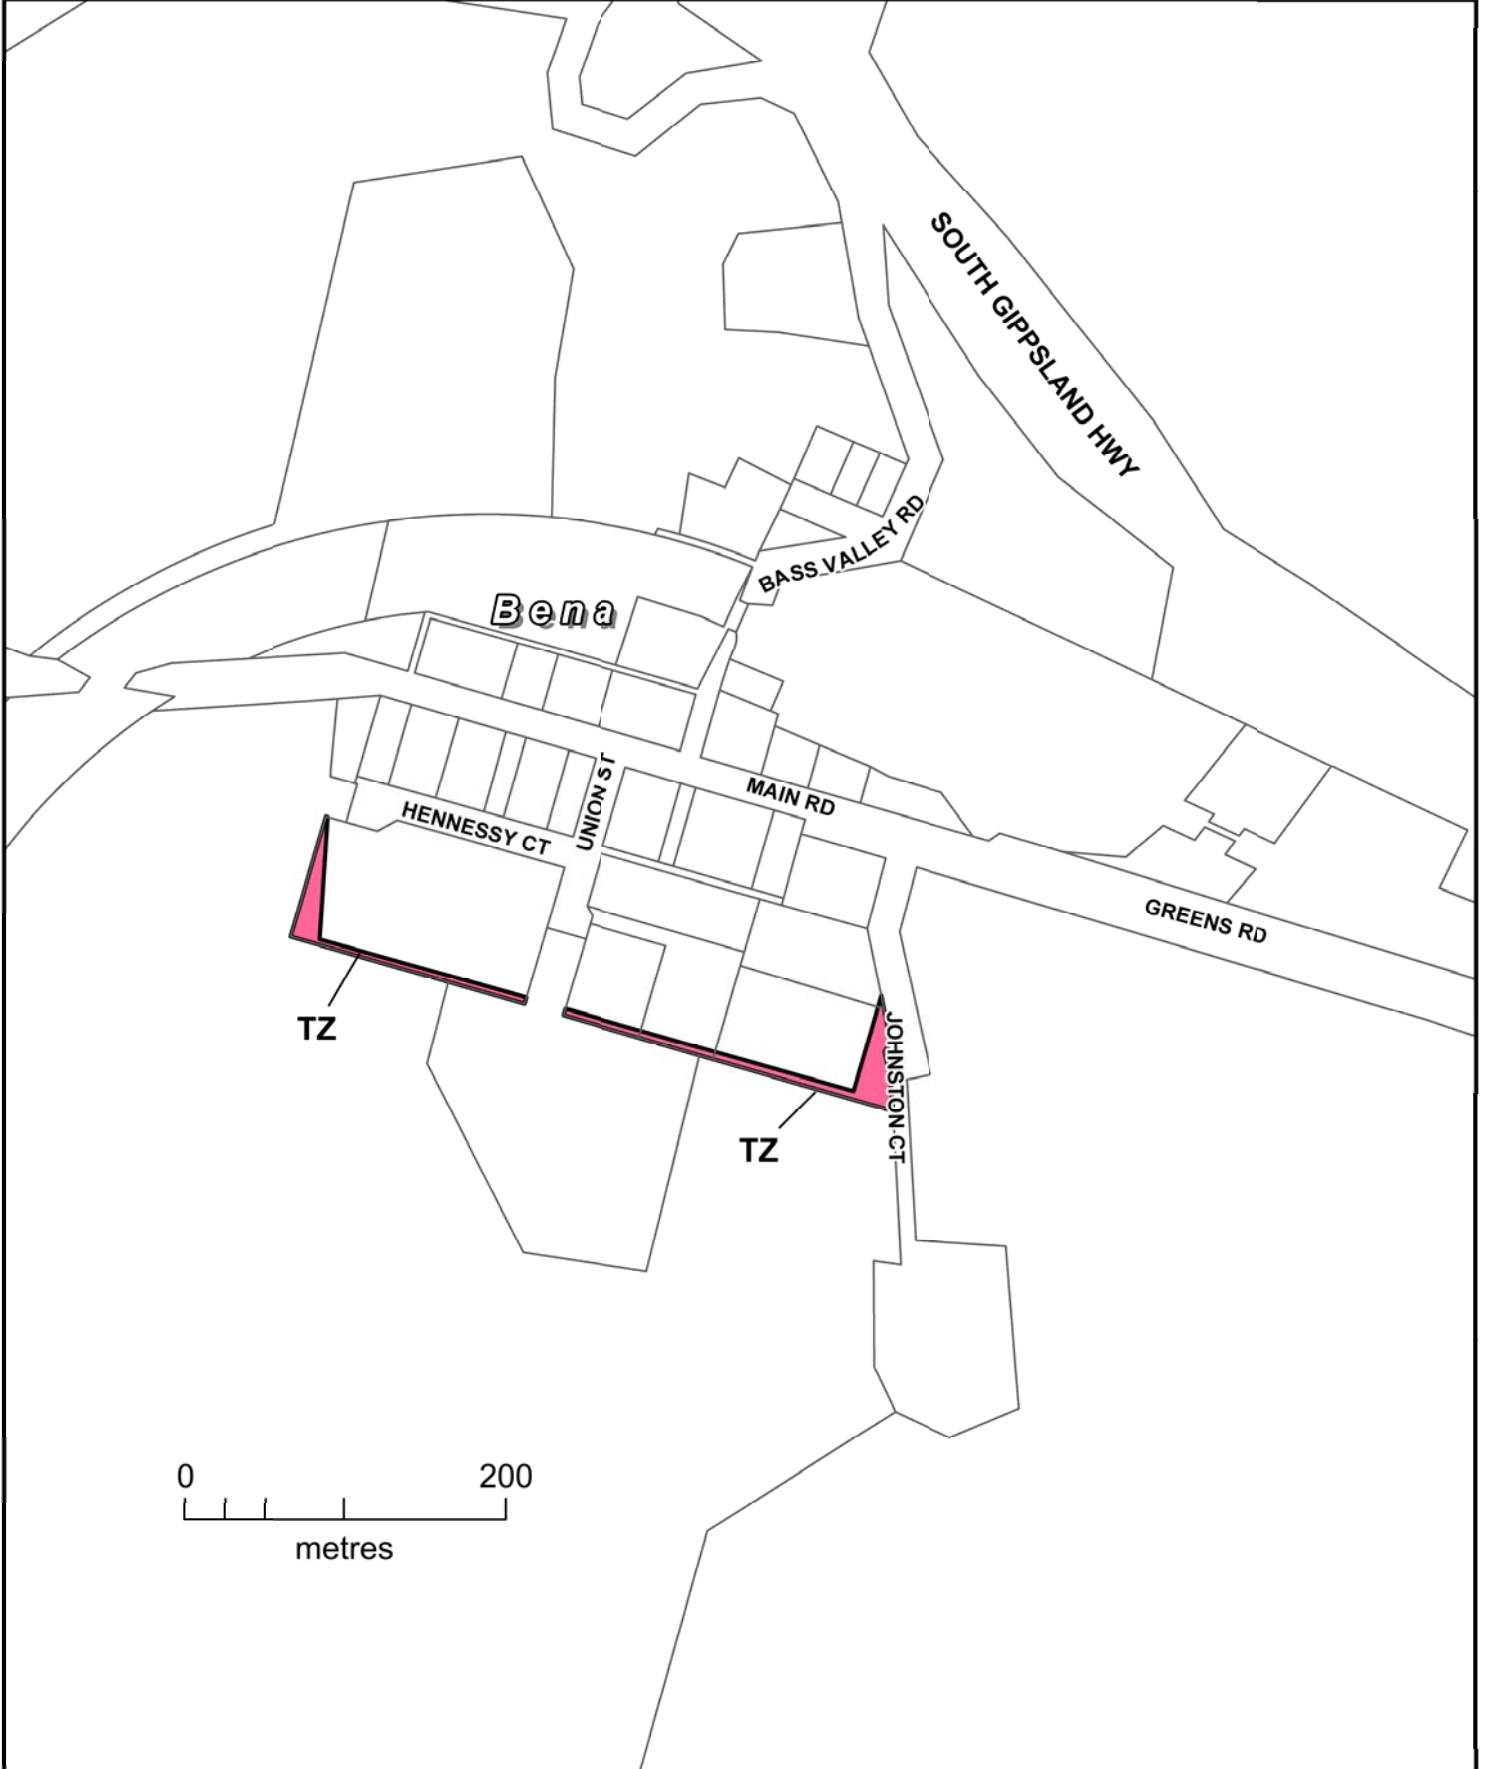 SOUTH GIPPSLAND HWY
BASS VALLEY RD
Bena
UNION ST
MAIN RD
HENNESSY CT
GREENS RD
TZ
JOHNSTON CT
TZ
0 200
metres